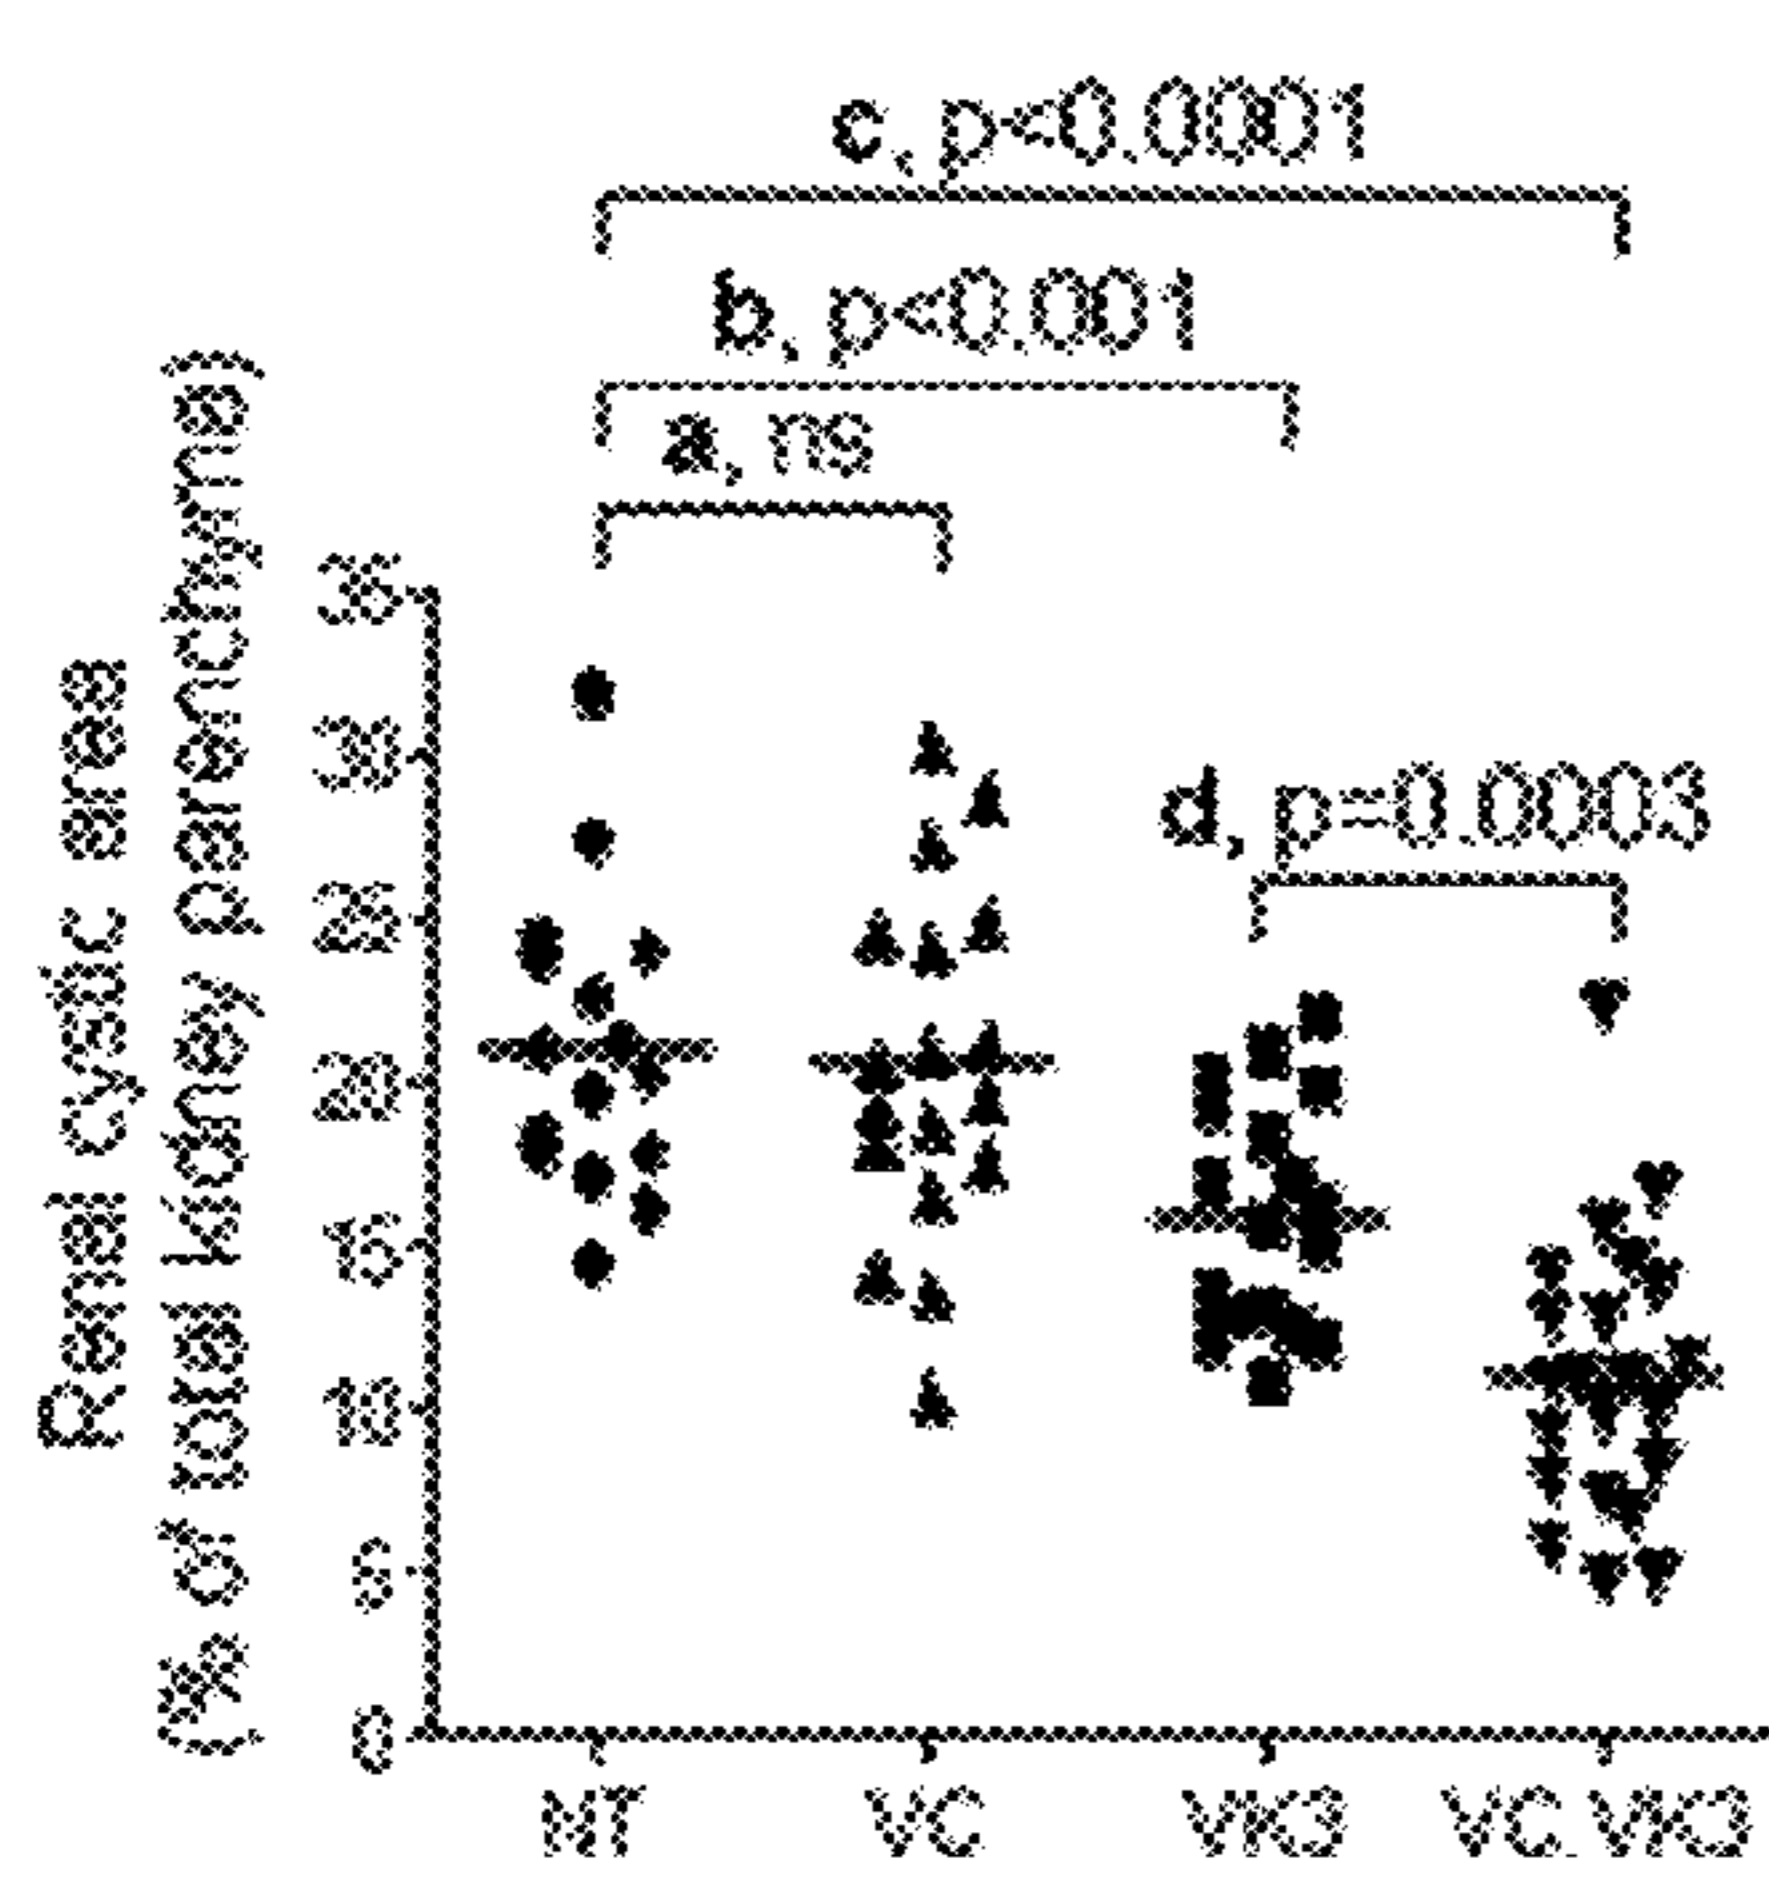 c, p<0.0001
b, p<0.001
a, ns
d, p=0.0003
Renal cystic area
(% of total kidney parenchyma)
35
30
25
20
15
10
5
0
NT
VC
VK3
VC VK3